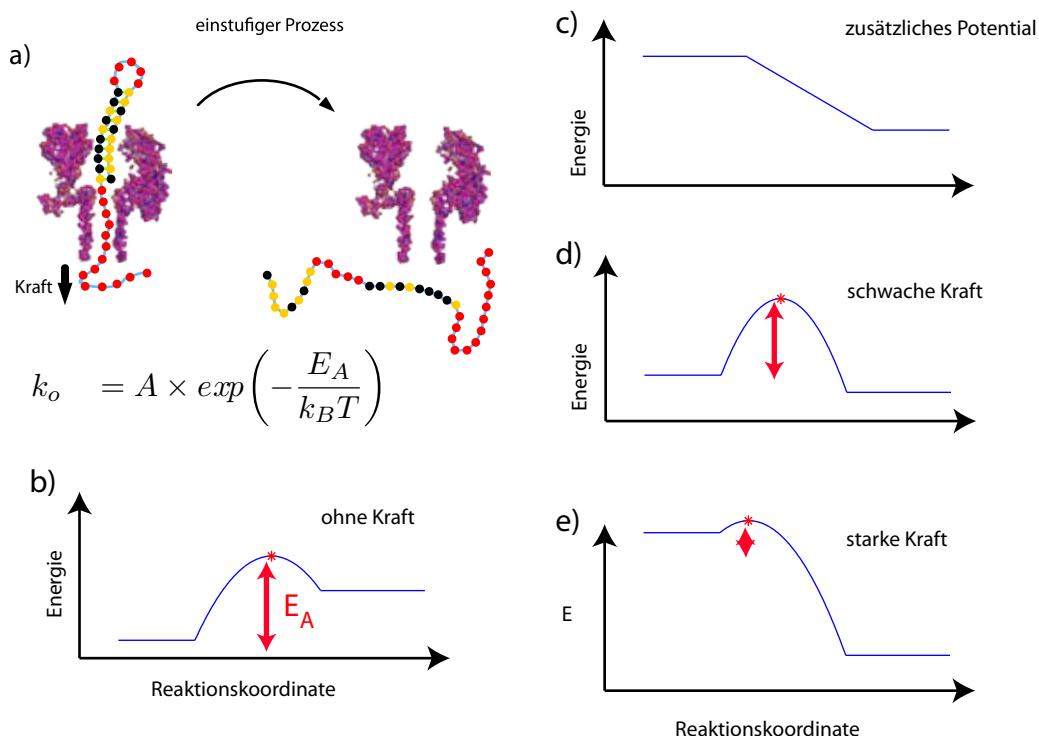 einstufiger Prozess
a)
Kraft
k_o = A × exp(−E_A/k_BT)
b)
ohne Kraft
Energie
E_A
Reaktionskoordinate
c)
zusätzliches Potential
Energie
d)
schwache Kraft
Energie
e)
starke Kraft
E
Reaktionskoordinate